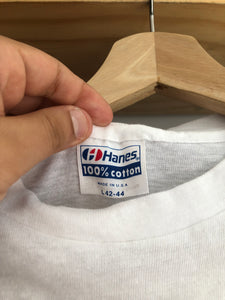 Hanes
100% cotton
MADE IN U.S.A.
L 42-44